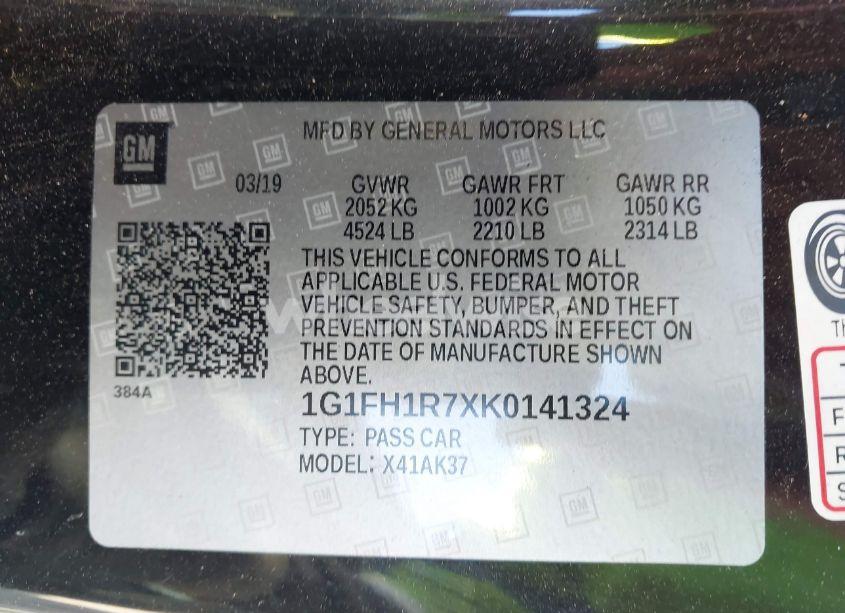 GM
MFD BY GENERAL MOTORS LLC
03/19 GVWR GAWR FRT GAWR RR
2052 KG 1002 KG 1050 KG
4524 LB 2210 LB 2314 LB
THIS VEHICLE CONFORMS TO ALL
APPLICABLE U.S. FEDERAL MOTOR
VEHICLE SAFETY, BUMPER, AND THEFT
PREVENTION STANDARDS IN EFFECT ON
THE DATE OF MANUFACTURE SHOWN
ABOVE.
384A
1G1FH1R7XK0141324
TYPE: PASS CAR
MODEL: X41AK37
TH
T
F
R
S